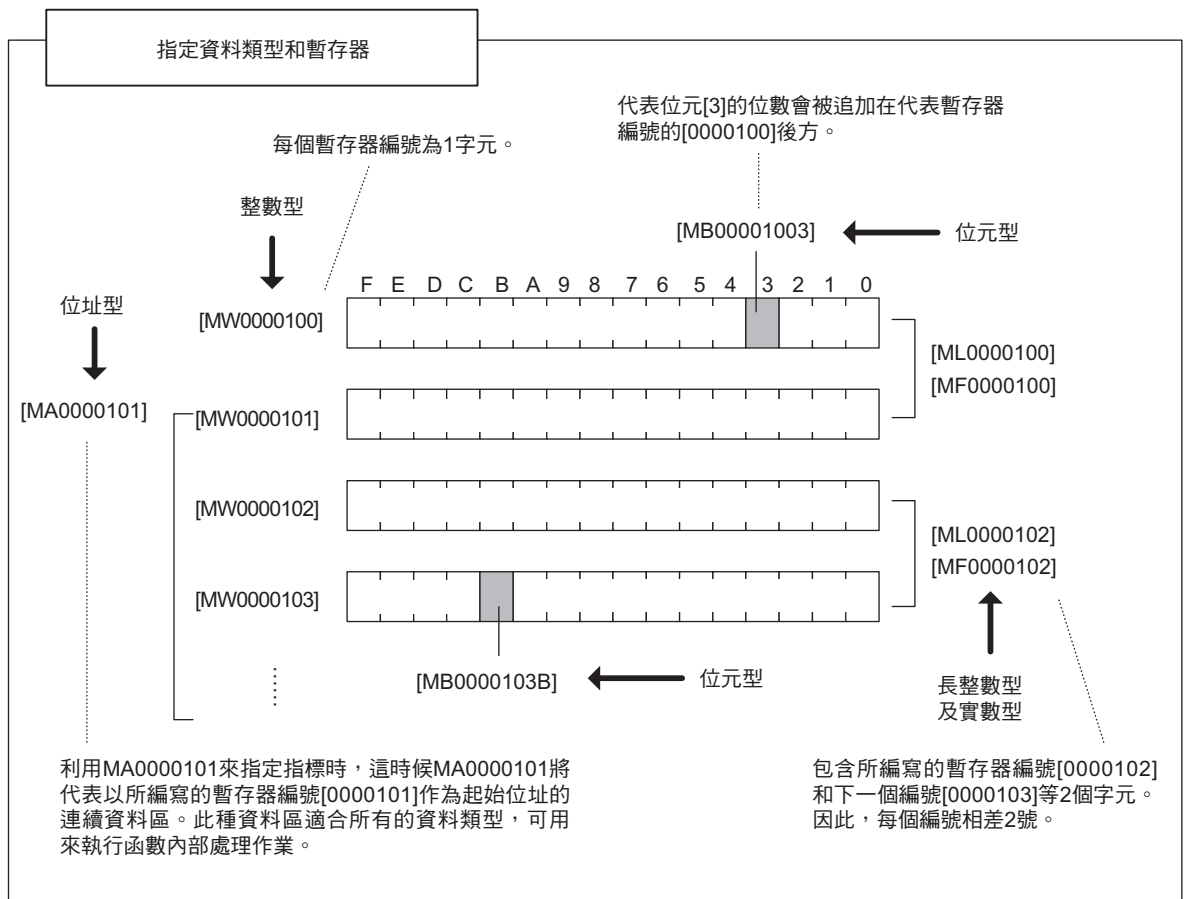 指定資料類型和暫存器
代表位元[3]的位數會被追加在代表暫存器
編號的[0000100]後方。
每個暫存器編號為1字元。
整數型
[MB00001003]
位元型
F E D C B A 9 8 7 6 5 4 3 2 1 0
位址型
[MW0000100]
[ML0000100]
[MF0000100]
[MA0000101]
[MW0000101]
[MW0000102]
[ML0000102]
[MF0000102]
[MW0000103]
[MB0000103B]
位元型
長整數型
及實數型
利用MA0000101來指定指標時,這時候MA0000101將
代表以所編寫的暫存器編號[0000101]作為起始位址的
連續資料區。此種資料區適合所有的資料類型,可用
來執行函數內部處理作業。
包含所編寫的暫存器編號[0000102]
和下一個編號[0000103]等2個字元。
因此,每個編號相差2號。